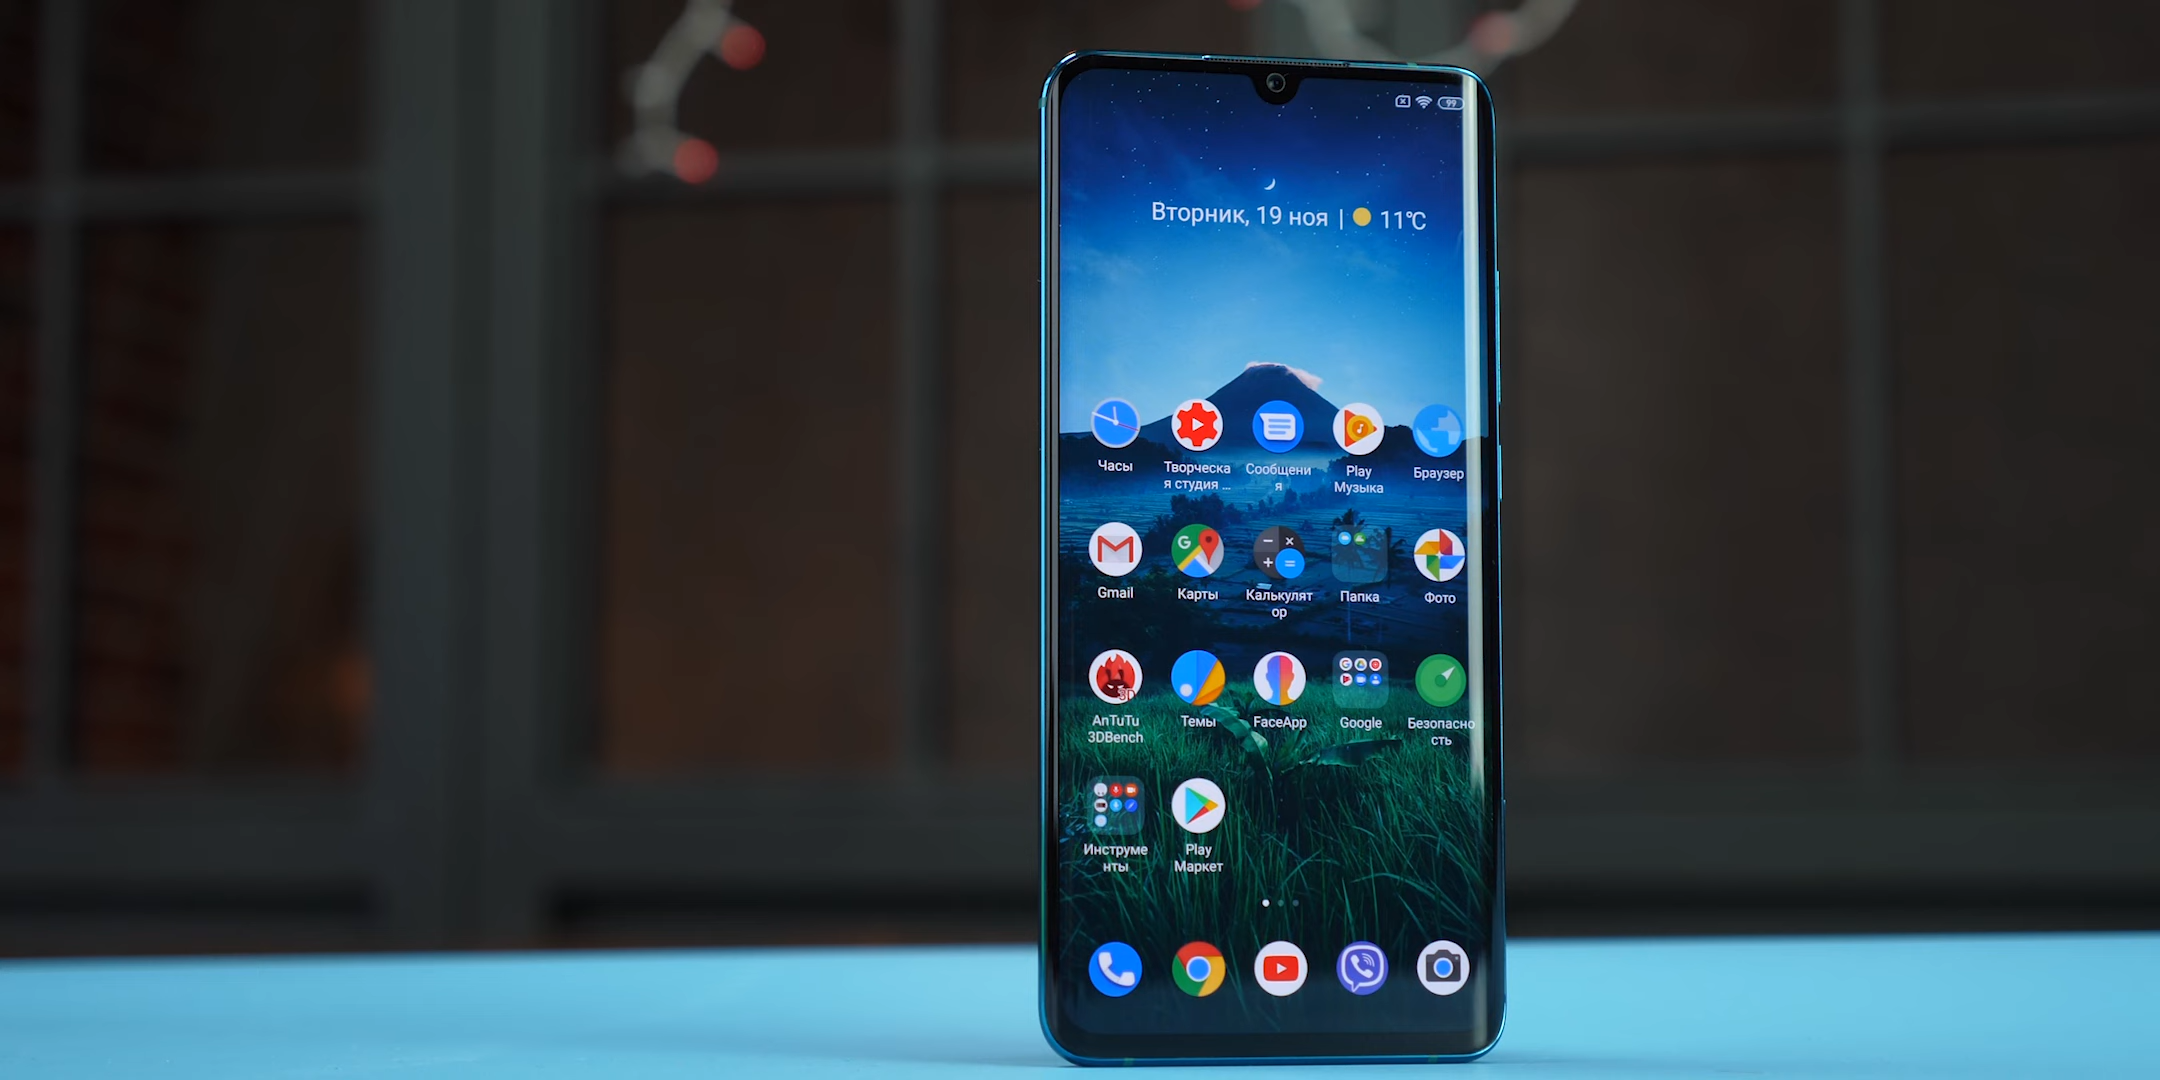 99
Вторник, 19 ноя | 11°C
Часы
Творческа
я студия ...
Сообщени
я
Play
Музыка
Браузер
Gmail
Карты
Калькулят
ор
Папка
Фото
AnTuTu
3DBench
Темы
FaceApp
Google
Безопасно
сть
Инструме
нты
Play
Маркет